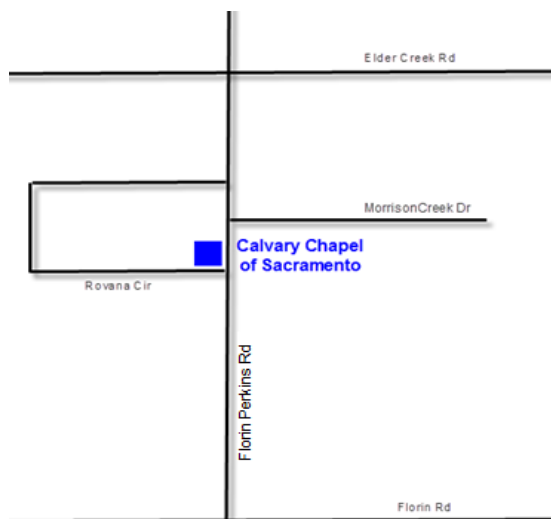 Elder Creek Rd
MorrisonCreek Dr
Calvary Chapel
of Sacramento
Rovana Cir
Florin Perkins Rd
Florin Rd